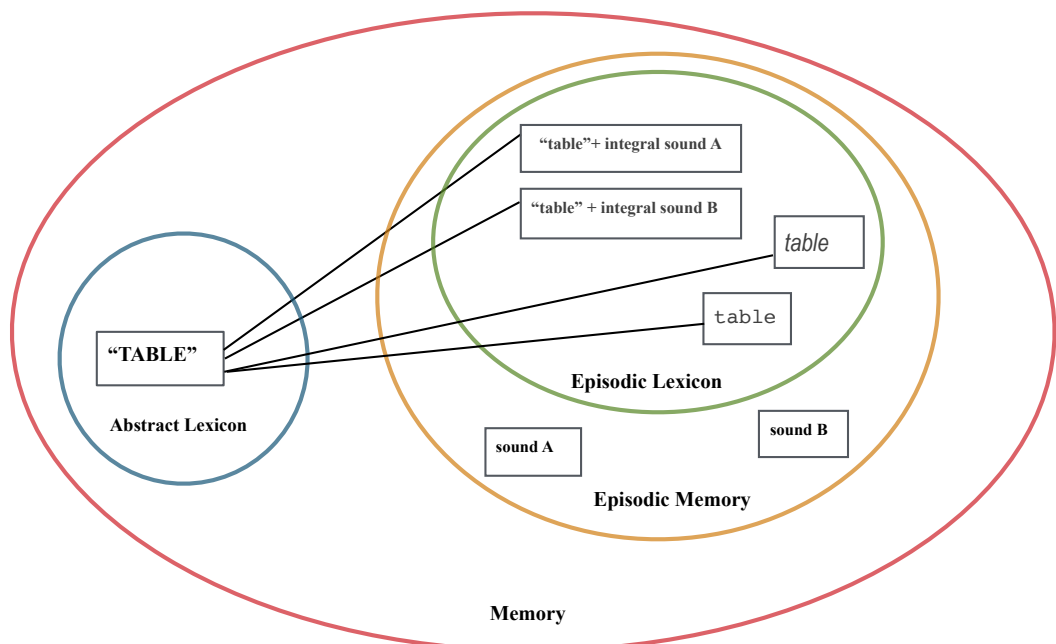 “table”+ integral sound A
“table” + integral sound B
table
table
“TABLE”
Episodic Lexicon
Abstract Lexicon
sound A
sound B
Episodic Memory
Memory